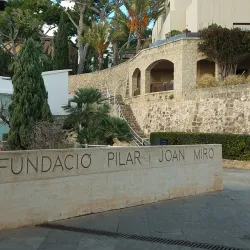 FUNDACIÓ PILAR I JOAN MIRÓ